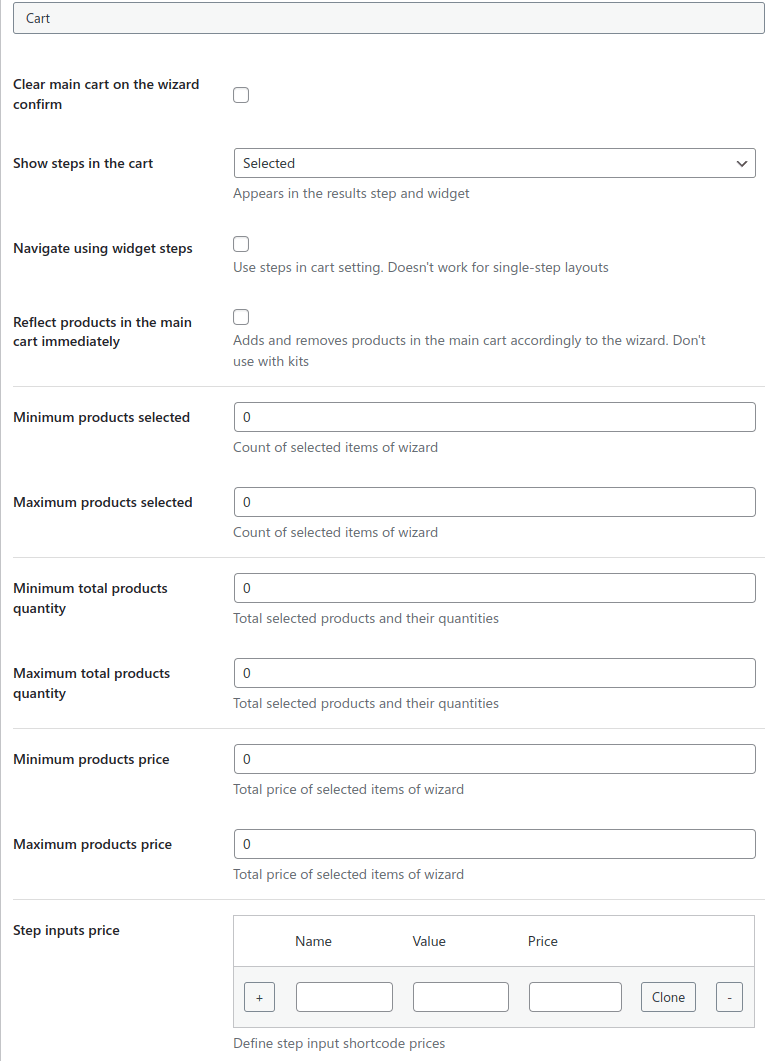 Cart
Clear main cart on the wizard
confirm
Show steps in the cart
Selected
Appears in the results step and widget
Navigate using widget steps
Use steps in cart setting. Doesn't work for single-step layouts
Reflect products in the main
cart immediately
Adds and removes products in the main cart accordingly to the wizard. Don't
use with kits
Minimum products selected
0
Count of selected items of wizard
Maximum products selected
0
Count of selected items of wizard
Minimum total products
quantity
0
Total selected products and their quantities
Maximum total products
quantity
0
Total selected products and their quantities
Minimum products price
0
Total price of selected items of wizard
Maximum products price
0
Total price of selected items of wizard
Step inputs price
Name Value Price
+ Clone -
Define step input shortcode prices